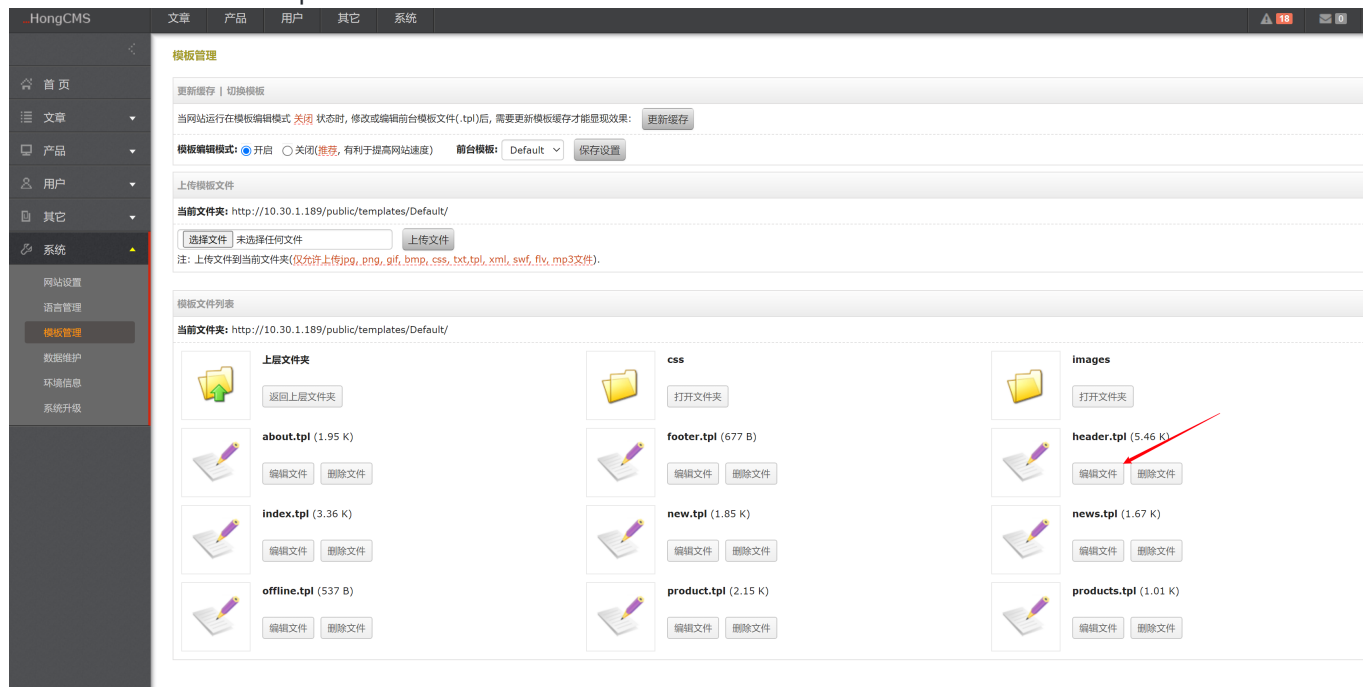 _HongCMS 文章 产品 用户 其它 系统 18 0
首 页
文章
产品
用户
其它
系统
网站设置
语言管理
模板管理
数据维护
环境信息
系统升级
模板管理
更新缓存 | 切换模板
当网站运行在模板编辑模式 关闭 状态时, 修改或编辑前台模板文件(.tpl)后, 需要更新模板缓存才能显现效果: 更新缓存
模板编辑模式: 开启 关闭(推荐, 有利于提高网站速度) 前台模板: Default 保存设置
上传模板文件
当前文件夹: http://10.30.1.189/public/templates/Default/
选择文件 未选择任何文件 上传文件
注: 上传文件到当前文件夹(仅允许上传jpg, png, gif, bmp, css, txt,tpl, xml, swf, flv, mp3文件).
模板文件列表
当前文件夹: http://10.30.1.189/public/templates/Default/
上层文件夹 css images
返回上层文件夹 打开文件夹 打开文件夹
about.tpl (1.95 K) footer.tpl (677 B) header.tpl (5.46 K)
编辑文件 删除文件 编辑文件 删除文件 编辑文件 删除文件
index.tpl (3.36 K) new.tpl (1.85 K) news.tpl (1.67 K)
编辑文件 删除文件 编辑文件 删除文件 编辑文件 删除文件
offline.tpl (537 B) product.tpl (2.15 K) products.tpl (1.01 K)
编辑文件 删除文件 编辑文件 删除文件 编辑文件 删除文件